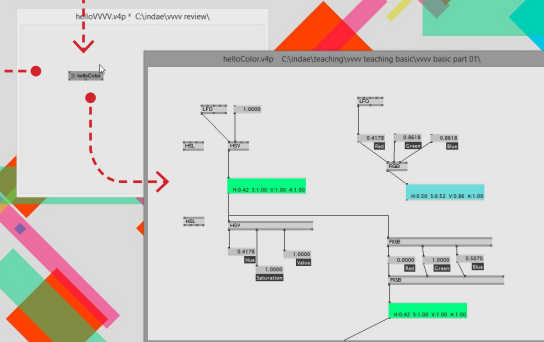 helloVVVV.v4p * C:\indae\vvvv review\
helloColor
helloColor.v4p C:\indae\teaching\vvvv teaching basic\vvvv basic part 01\
LFO
1.0000
LFO
0.4178
Red
0.8618
Green
0.8618
Blue
HSL
HSV
RGB
H:0.42 S:1.00 V:1.00 A:1.00
H:0.50 S:0.52 V:0.86 A:1.00
HSL
HSV
0.4178
Hue
1.0000
Saturation
1.0000
Value
RGB
0.0000
Red
1.0000
Green
0.5070
Blue
RGB
H:0.42 S:1.00 V:1.00 A:1.00